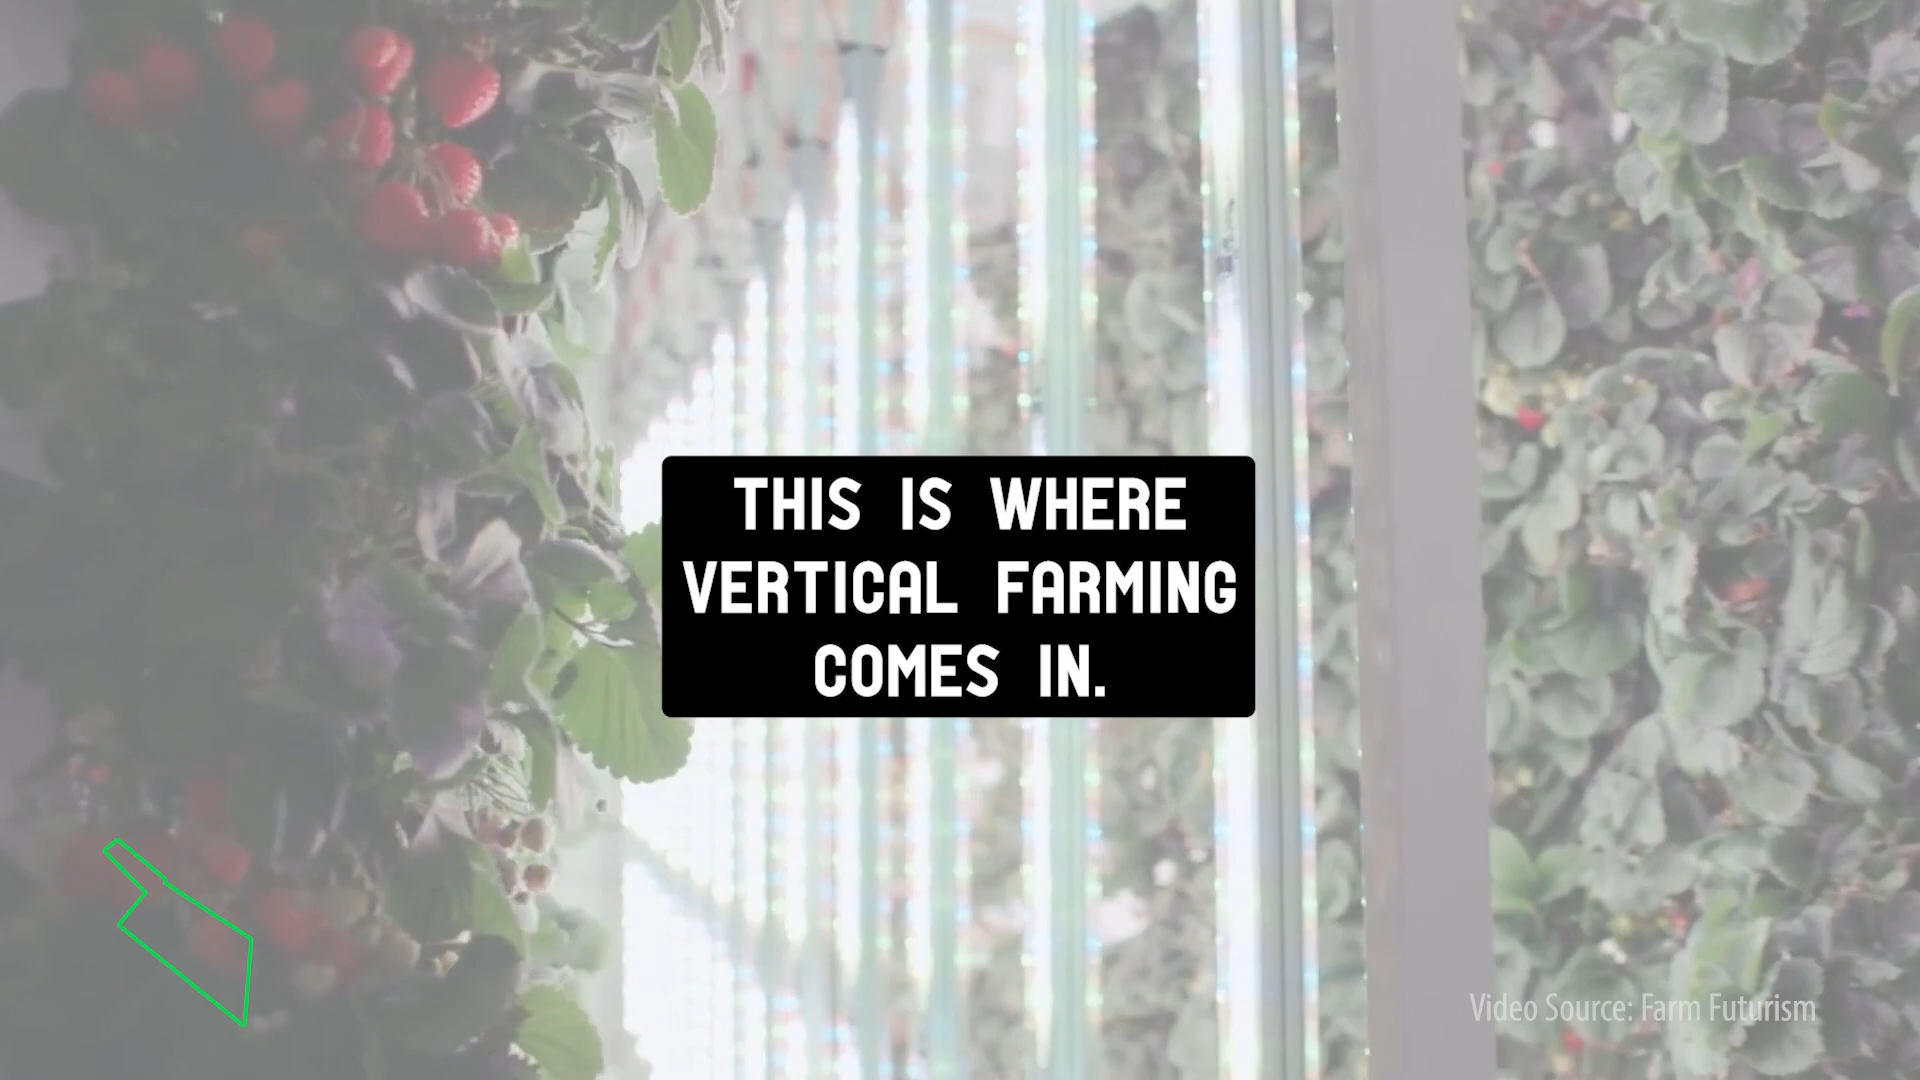 THIS IS WHERE
VERTICAL FARMING
COMES IN.
Video Source: Farm Futurism